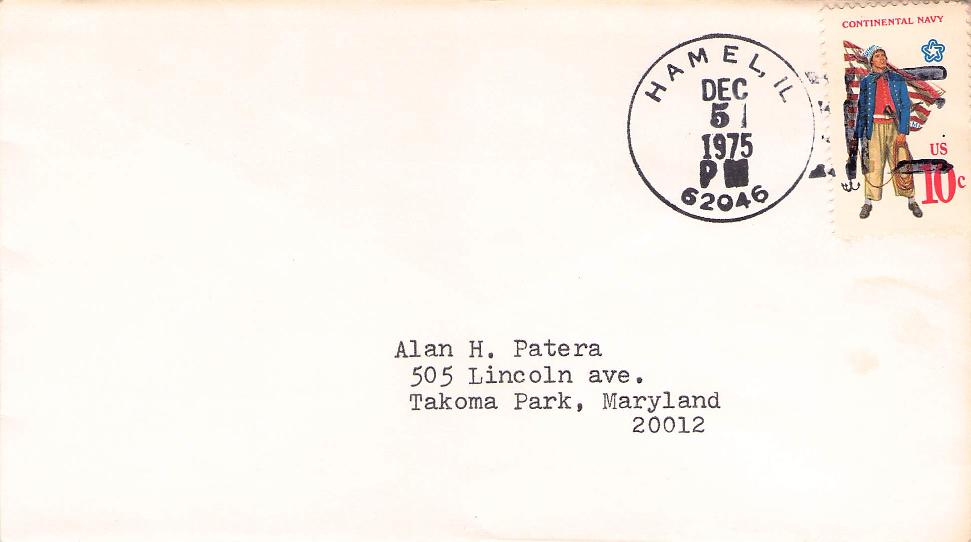 CONTINENTAL NAVY
US
10c
HAMEL, IL
DEC
5
1975
PM
62046
Alan H. Patera
505 Lincoln ave.
Takoma Park, Maryland
20012